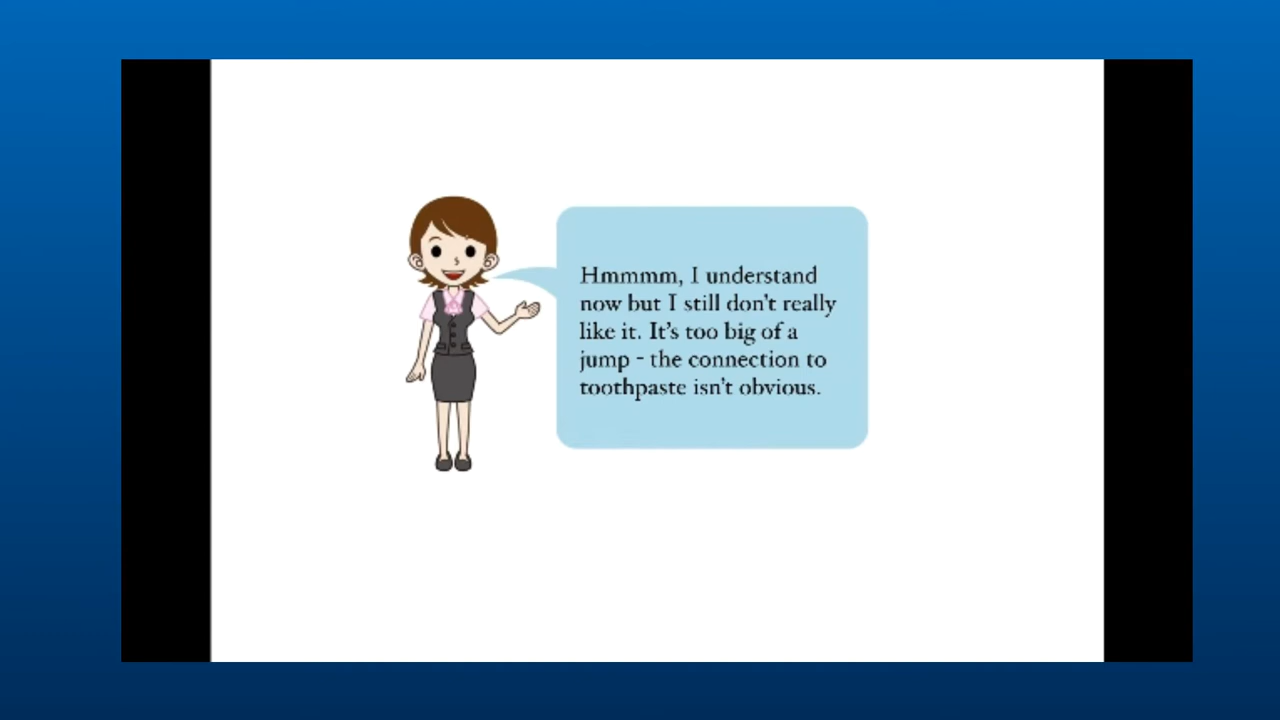 Hmmmm, I understand
now but I still don't really
like it. It's too big of a
jump - the connection to
toothpaste isn't obvious.